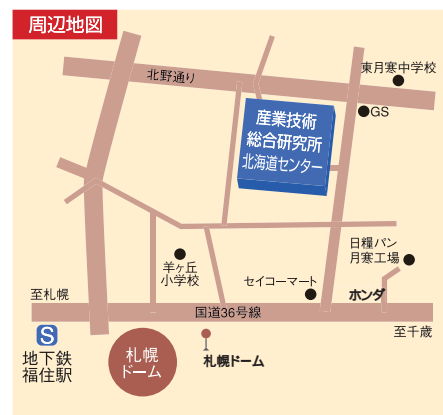 周辺地図
北野通り
東月寒中学校
GS
産業技術
総合研究所
北海道センター
羊ヶ丘
小学校
日糧パン
月寒工場
セイコーマート
ホンダ
至札幌
国道36号線
至千歳
S
地下鉄
福住駅
札幌
ドーム
札幌ドーム